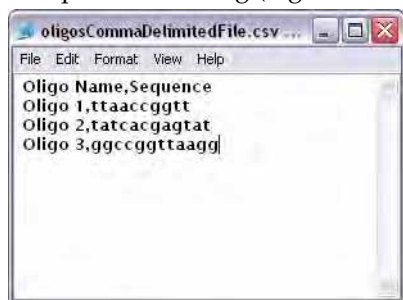 oligosCommaDelimitedFile.csv ...
File Edit Format View Help
Oligo Name,Sequence
Oligo 1,ttaaccggtt
Oligo 2,tatcacgagtat
Oligo 3,ggccggttaagg